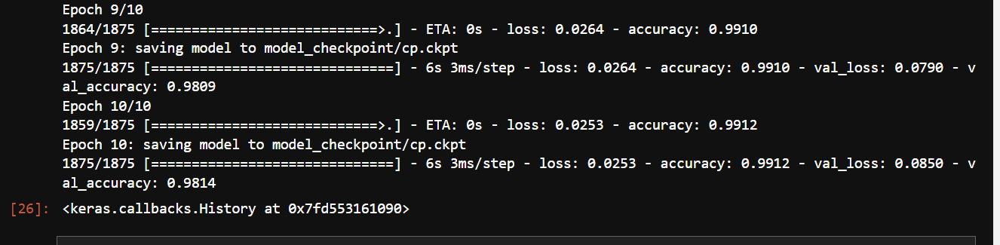 Epoch 9/10
1864/1875 [============================>.] - ETA: 0s - loss: 0.0264 - accuracy: 0.9910
Epoch 9: saving model to model_checkpoint/cp.ckpt
1875/1875 [==============================] - 6s 3ms/step - loss: 0.0264 - accuracy: 0.9910 - val_loss: 0.0790 - v
al_accuracy: 0.9809
Epoch 10/10
1859/1875 [============================>.] - ETA: 0s - loss: 0.0253 - accuracy: 0.9912
Epoch 10: saving model to model_checkpoint/cp.ckpt
1875/1875 [==============================] - 6s 3ms/step - loss: 0.0253 - accuracy: 0.9912 - val_loss: 0.0850 - v
al_accuracy: 0.9814
[26]: <keras.callbacks.History at 0x7fd553161090>